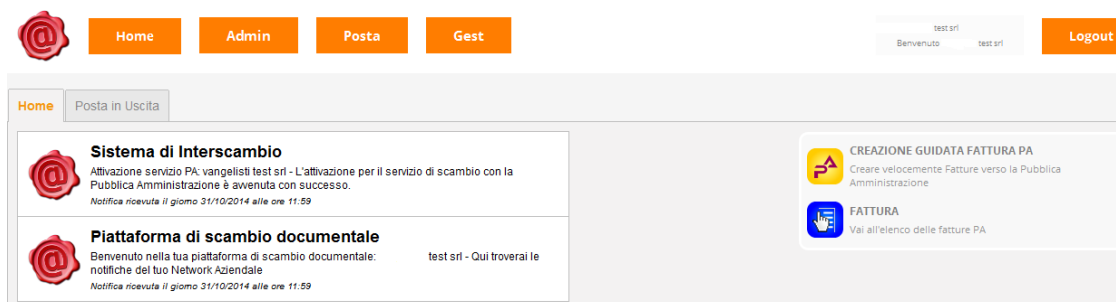 Home
Admin
Posta
Gest
test srl
Benvenuto test srl
Logout
Home
Posta in Uscita
Sistema di Interscambio
Attivazione servizio PA: vangelisti test srl - L'attivazione per il servizio di scambio con la
Pubblica Amministrazione è avvenuta con successo.
Notifica ricevuta il giorno 31/10/2014 alle ore 11:59
Piattaforma di scambio documentale
Benvenuto nella tua piattaforma di scambio documentale: test srl - Qui troverai le
notifiche del tuo Network Aziendale
Notifica ricevuta il giorno 31/10/2014 alle ore 11:59
CREAZIONE GUIDATA FATTURA PA
Creare velocemente Fatture verso la Pubblica
Amministrazione
FATTURA
Vai all'elenco delle fatture PA